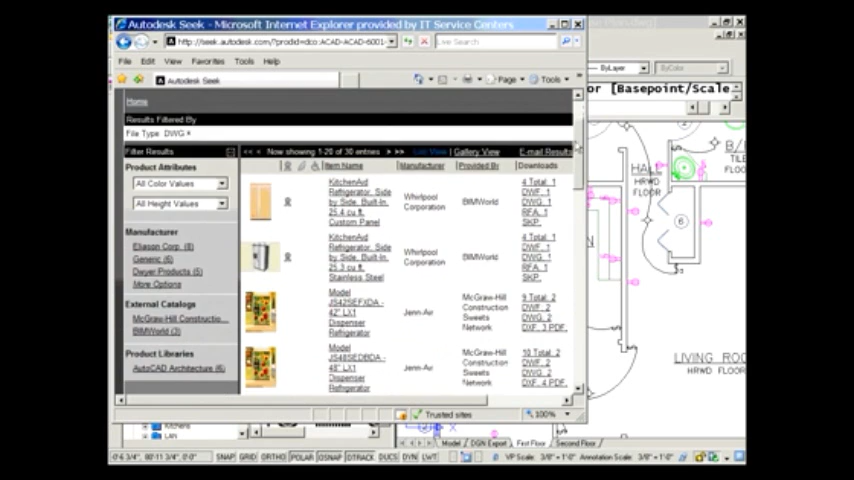 Autodesk Seek - Microsoft Internet Explorer provided by IT Service Centers
http://seek.autodesk.com/?prodid=dco:ACAD-ACAD-6001-
Live Search
File Edit View Favorites Tools Help
Autodesk Seek
Page Tools
Home
Results Filtered By
File Type DWG
Filter Results
Now showing 1-20 of 30 entries
List View | Gallery View
E-mail Results
Product Attributes
All Color Values
All Height Values
Manufacturer
Eliason Corp. (8)
Generic (6)
Dwyer Products (5)
More Options
External Catalogs
McGraw-Hill Constructio...
BIMWorld (3)
Product Libraries
AutoCAD Architecture (6)
Item Name Manufacturer Provided By Downloads
KitchenAid
Refrigerator, Side
by Side, Built-In,
25.4 cu ft,
Custom Panel
Whirlpool
Corporation
BIMWorld
4 Total, 1
DWF, 1
DWG, 1
RFA, 1
SKP,
KitchenAid
Refrigerator, Side
by Side, Built-In,
25.3 cu ft,
Stainless Steel
Whirlpool
Corporation
BIMWorld
4 Total, 1
DWF, 1
DWG, 1
RFA, 1
SKP,
Model
JS42SEFXDA -
42" LX1
Dispenser
Refrigerator
Jenn-Air
McGraw-Hill
Construction
Sweets
Network
9 Total, 2
DWF, 2
DWG, 2
DXF, 3 PDF,
Model
JS48SEDBDA -
48" LX1
Dispenser
Refrigerator
Jenn-Air
McGraw-Hill
Construction
Sweets
Network
10 Total, 2
DWF, 2
DWG, 2
DXF, 4 PDF,
Trusted sites
100%
ByLayer
ByColor
or [Basepoint/Scale
HALL
HRWD
FLOOR
TILE
FLOO
6
LIVING ROO
HRWD FLOOR
Kitchens
LAN
Model DGN Export First Floor Second Floor
SNAP GRID ORTHO POLAR OSNAP OTRACK DUCS DYN LWT
VP Scale: 3/8" = 1'-0" Annotation Scale: 3/8" = 1'-0"